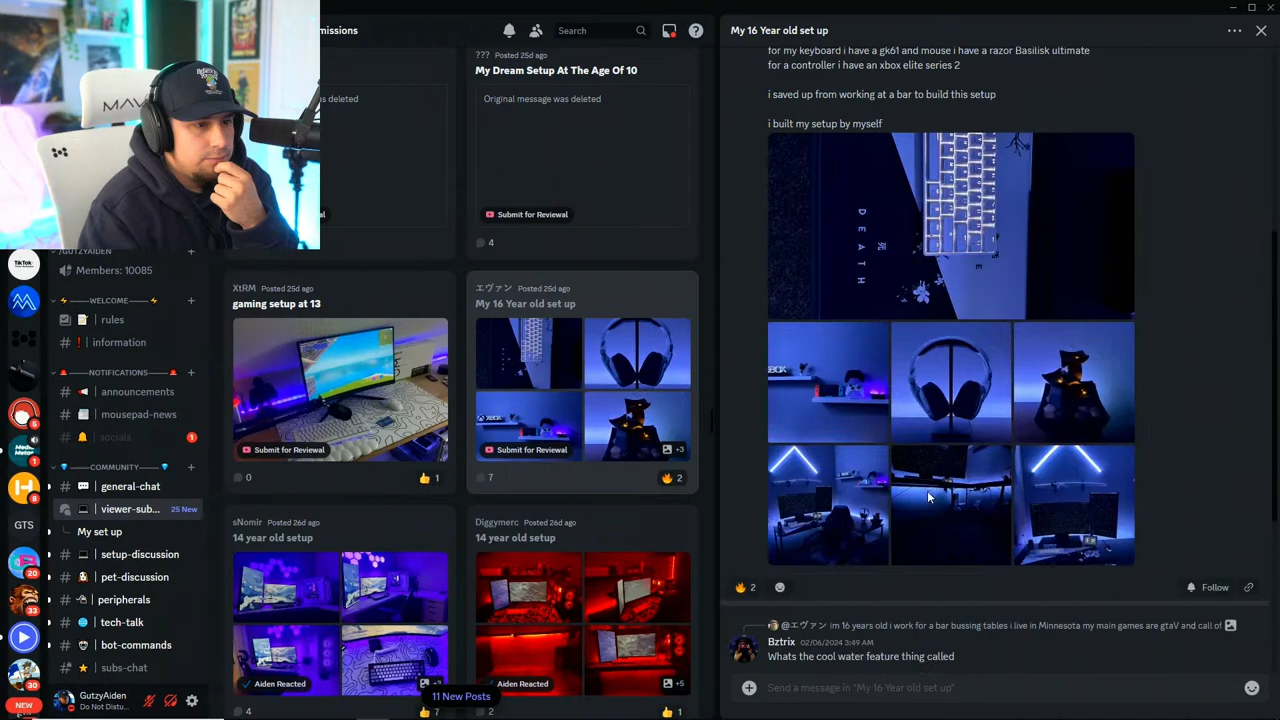 missions
Search
My 16 Year old set up
??? Posted 25d ago
My Dream Setup At The Age Of 10
s deleted
Original message was deleted
Submit for Reviewal
4
for my keyboard i have a gk61 and mouse i have a razor Basilisk ultimate
for a controller i have an xbox elite series 2
i saved up from working at a bar to build this setup
i built my setup by myself
DEATH
XBOX
/GUTZYAIDEN
Members: 10085
WELCOME
rules
information
NOTIFICATIONS
announcements
mousepad-news
socials
1
COMMUNITY
general-chat
viewer-sub... 25 New
My set up
setup-discussion
pet-discussion
peripherals
tech-talk
bot-commands
subs-chat
TikTok
GTS
5
1
8
20
33
30
NEW
GutzyAiden
Do Not Distu...
XtRM Posted 25d ago
gaming setup at 13
Submit for Reviewal
0
1
エヴァン Posted 25d ago
My 16 Year old set up
XBOX
Submit for Reviewal
+3
7
2
sNomir Posted 26d ago
14 year old setup
Aiden Reacted
4
7
Diggymerc Posted 26d ago
14 year old setup
Aiden Reacted
+5
2
1
11 New Posts
2
Follow
@エヴァン im 16 years old i work for a bar bussing tables i live in Minnesota my main games are gtaV and call of
Bztrix 02/06/2024 3:49 AM
Whats the cool water feature thing called
Send a message in "My 16 Year old set up"